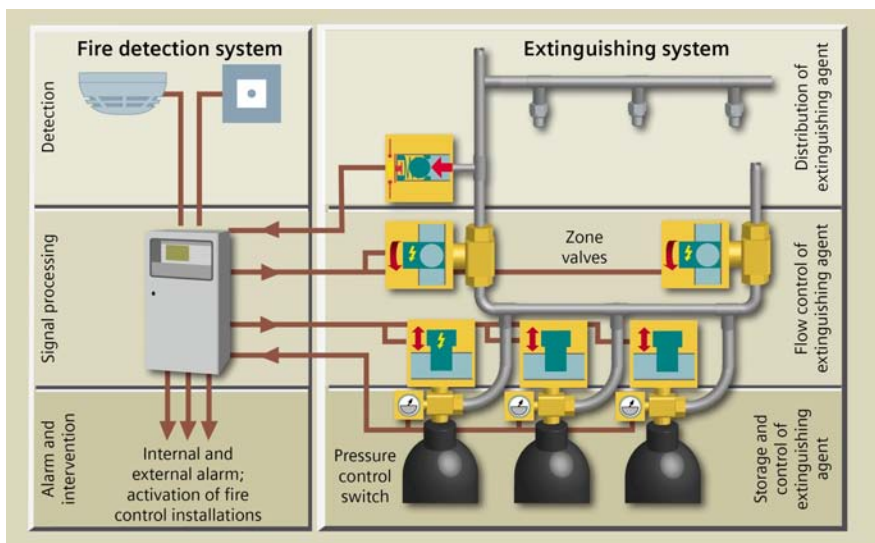 Fire detection system
Extinguishing system
Detection
Distribution of
extinguishing agent
Signal processing
Zone
valves
Flow control of
extinguishing agent
Alarm and
intervention
Internal and
external alarm;
activation of fire
control installations
Pressure
control
switch
Storage and
control of
extinguishing
agent